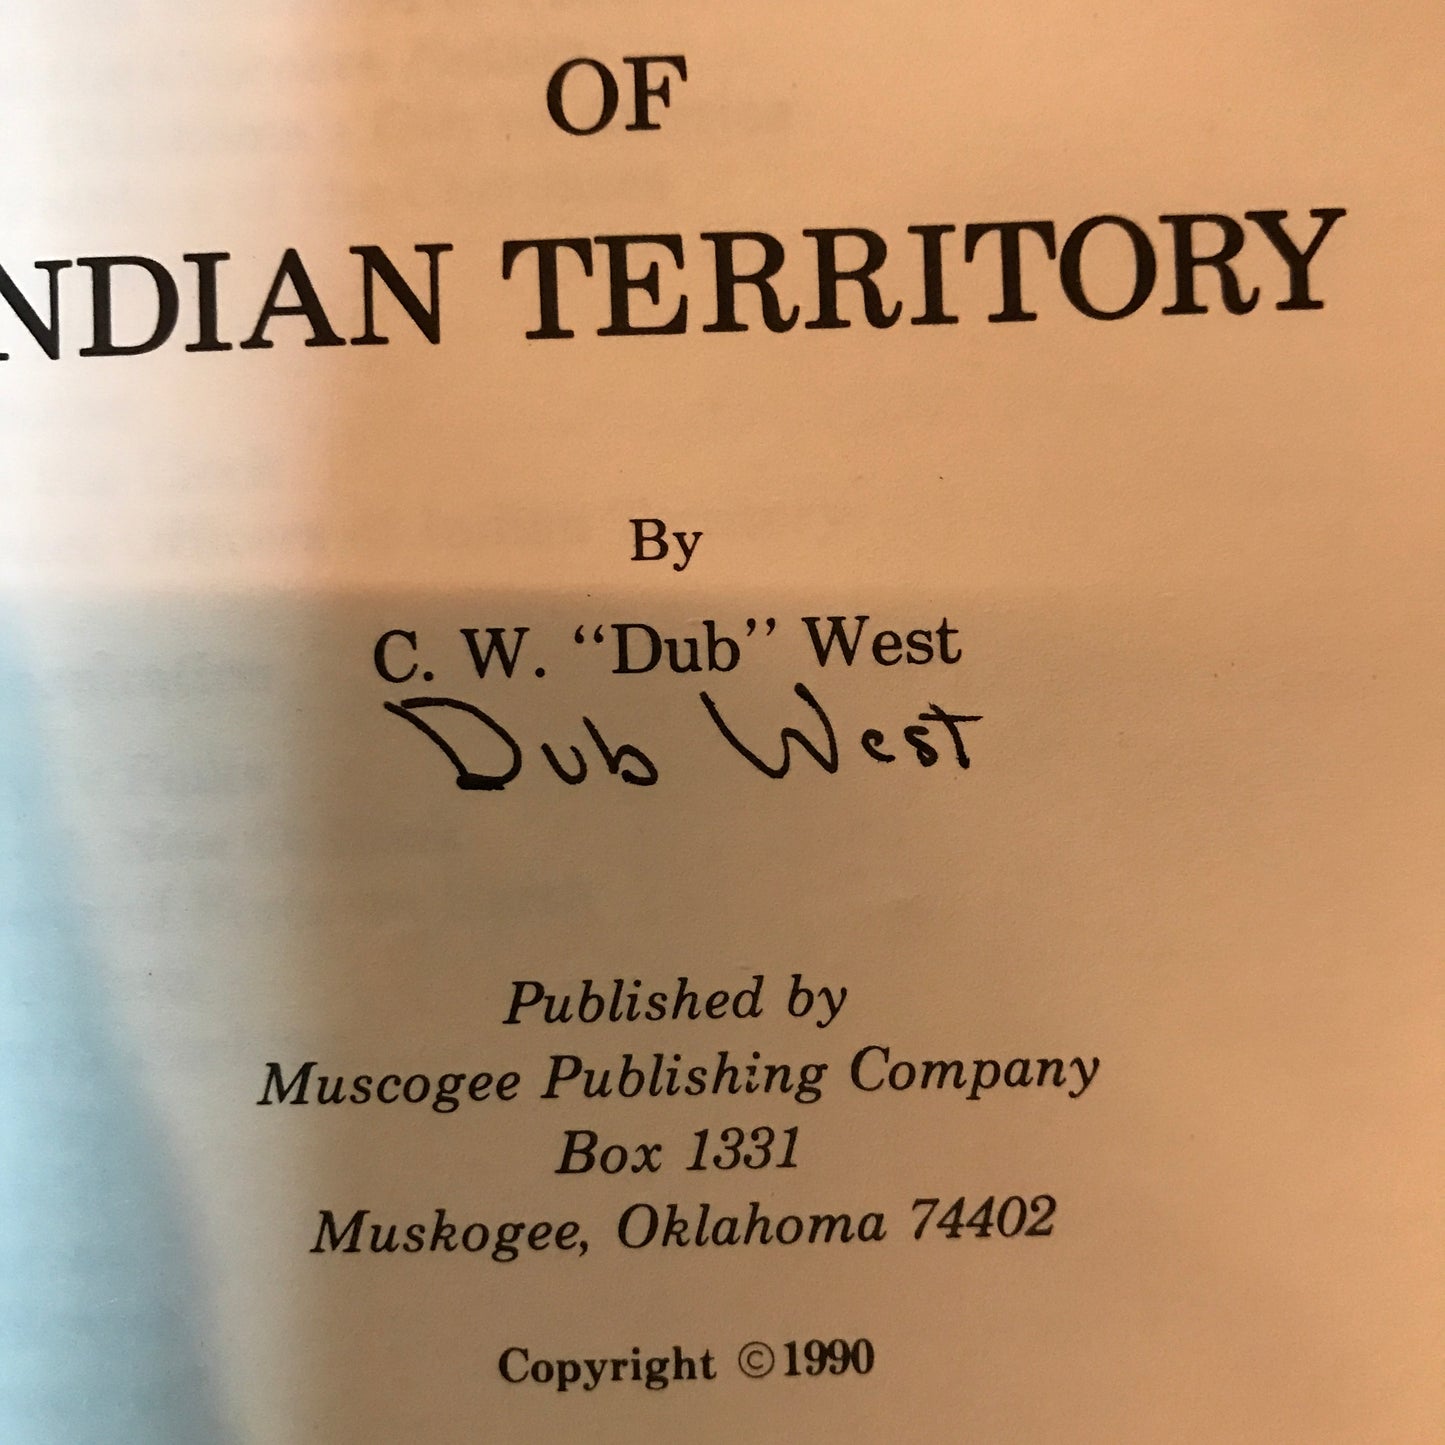 OF
NDIAN TERRITORY
By
C. W. “Dub” West
Dub West
Published by
Muscogee Publishing Company
Box 1331
Muskogee, Oklahoma 74402
Copyright ©1990